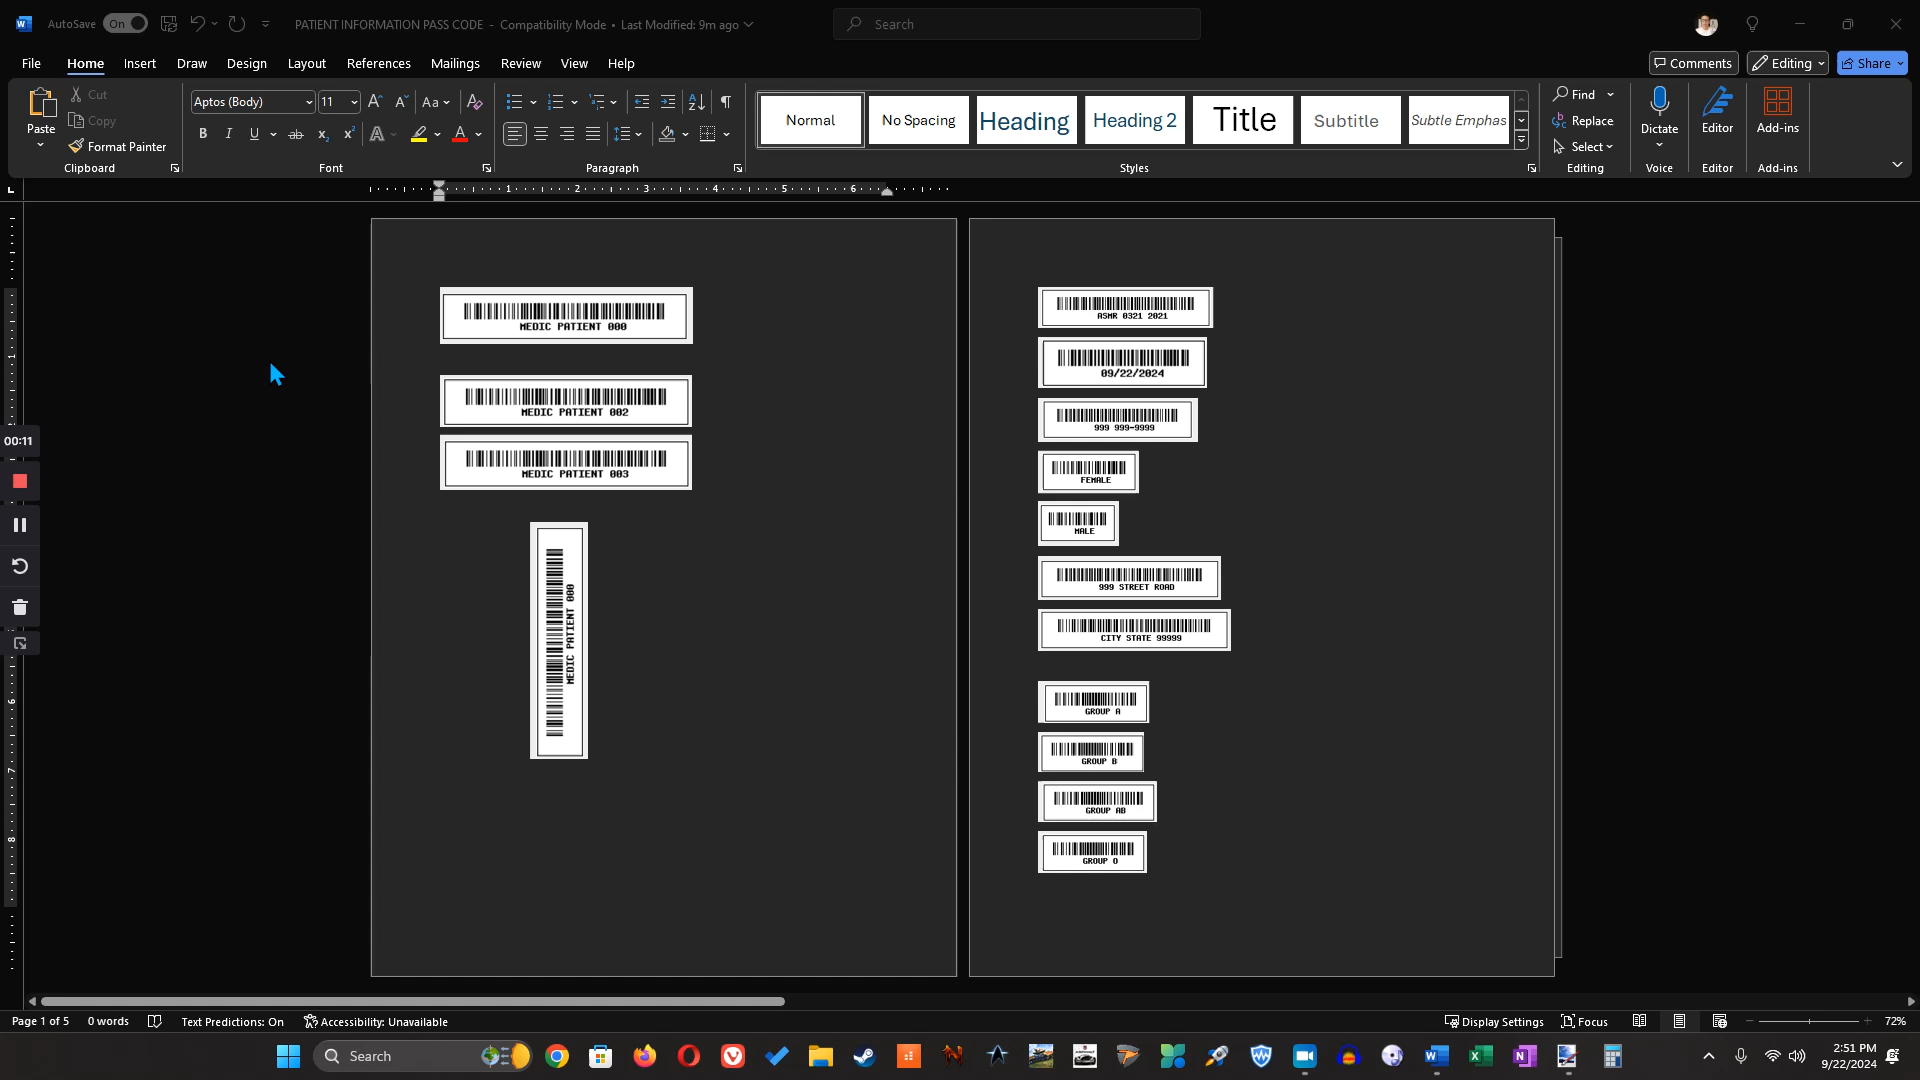 AutoSave On PATIENT INFORMATION PASS CODE - Compatibility Mode • Last Modified: 9m ago Search
File Home Insert Draw Design Layout References Mailings Review View Help Comments Editing Share
Paste Cut Copy Format Painter Clipboard
Aptos (Body) 11 Font
Paragraph
Normal No Spacing Heading Heading 2 Title Subtitle Subtle Emphas Styles
Find Replace Select Editing
Dictate Voice
Editor Editor
Add-ins Add-ins
1 2 3 4 5 6
MEDIC PATIENT 000
MEDIC PATIENT 002
MEDIC PATIENT 003
MEDIC PATIENT 000
ASMR 0321 2021
09/22/2024
999 999-9999
FEMALE
MALE
999 STREET ROAD
CITY STATE 99999
GROUP A
GROUP B
GROUP AB
GROUP O
00:11
Page 1 of 5 0 words Text Predictions: On Accessibility: Unavailable Display Settings Focus 72%
Search 2:51 PM
9/22/2024